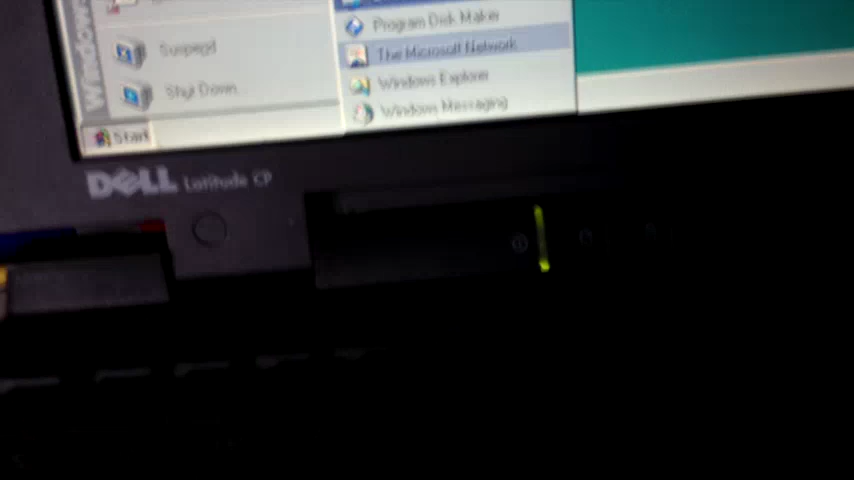 Windows
Program Disk Maker
Suspend
The Microsoft Network
Windows Explorer
Shut Down...
Windows Messaging
Start
DELL Latitude CP